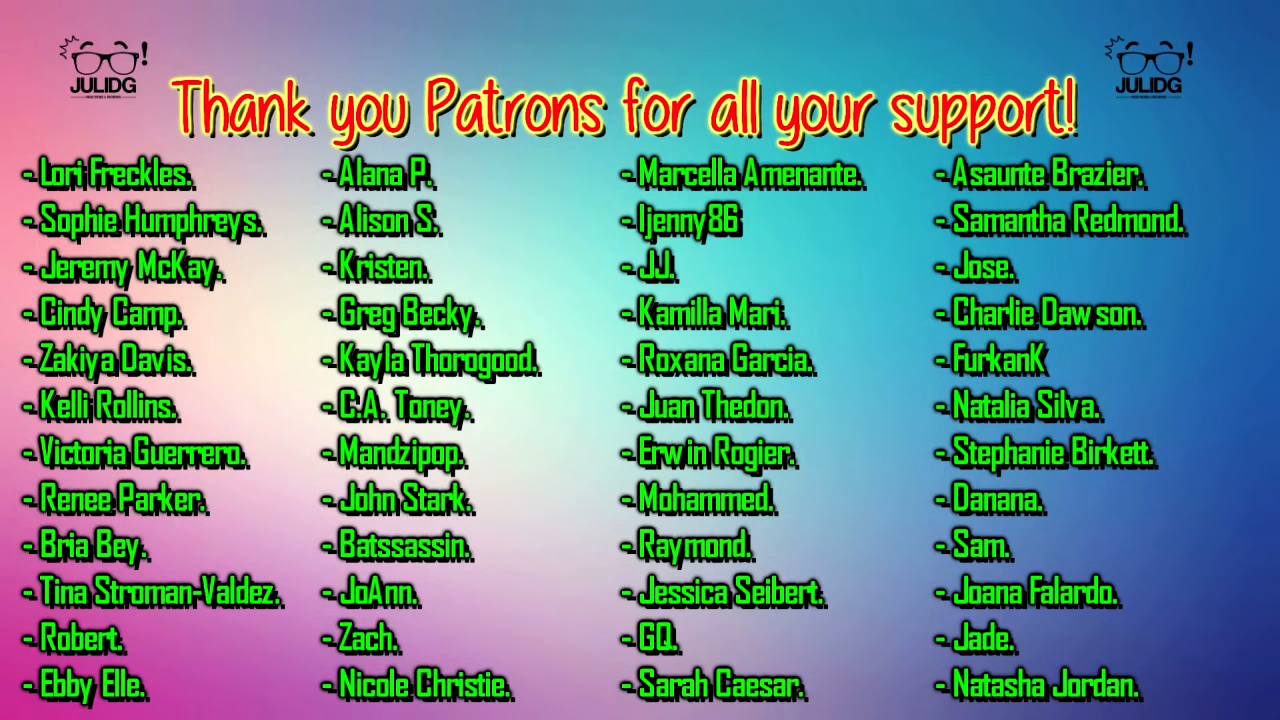 JULIDG
JULIDG
Thank you Patrons for all your support!
- Lori Freckles.
- Sophie Humphreys.
- Jeremy McKay.
- Cindy Camp.
- Zakiya Davis.
- Kelli Rollins.
- Victoria Guerrero.
- Renee Parker.
- Bria Bey.
- Tina Stroman-Valdez.
- Robert.
- Ebby Elle.
- Alana P.
- Alison S.
- Kristen.
- Greg Becky.
- Kayla Thorogood.
- C.A. Toney.
- Mandzipop.
- John Stark.
- Batssassin.
- JoAnn.
- Zach.
- Nicole Christie.
- Marcella Amenante.
- Ijenny86
- JJ.
- Kamilla Mari.
- Roxana Garcia.
- Juan Thedon.
- Erwin Rogier.
- Mohammed.
- Raymond.
- Jessica Seibert.
- GQ.
- Sarah Caesar.
- Asaunte Brazier.
- Samantha Redmond.
- Jose.
- Charlie Dawson.
- FurkanK
- Natalia Silva.
- Stephanie Birkett.
- Danana.
- Sam.
- Joana Falardo.
- Jade.
- Natasha Jordan.